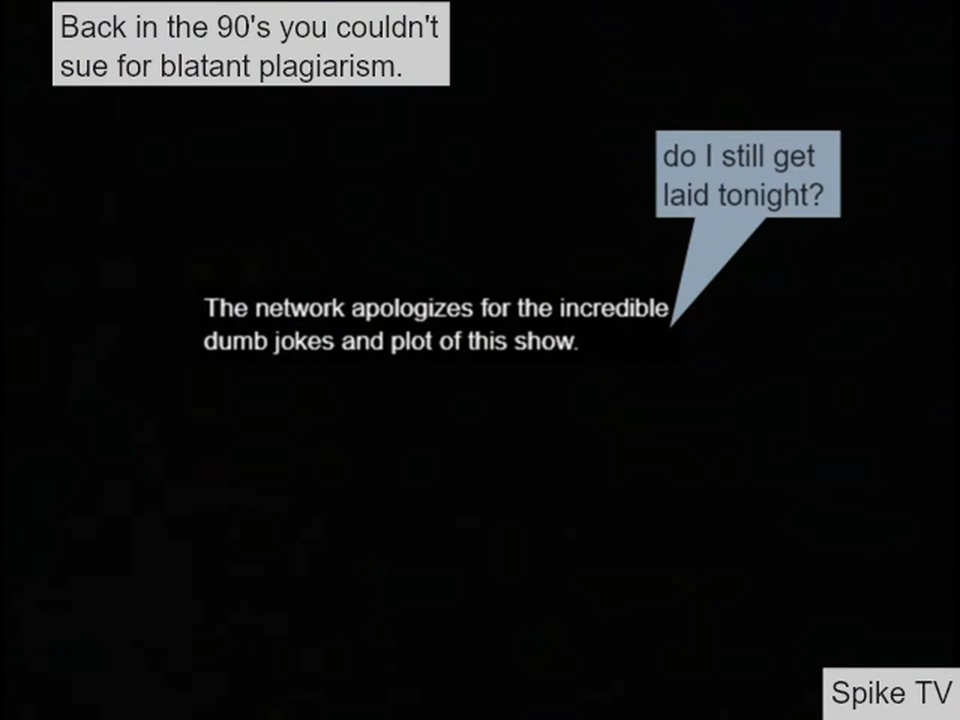 Back in the 90's you couldn't
sue for blatant plagiarism.
do I still get
laid tonight?
The network apologizes for the incredible
dumb jokes and plot of this show.
Spike TV